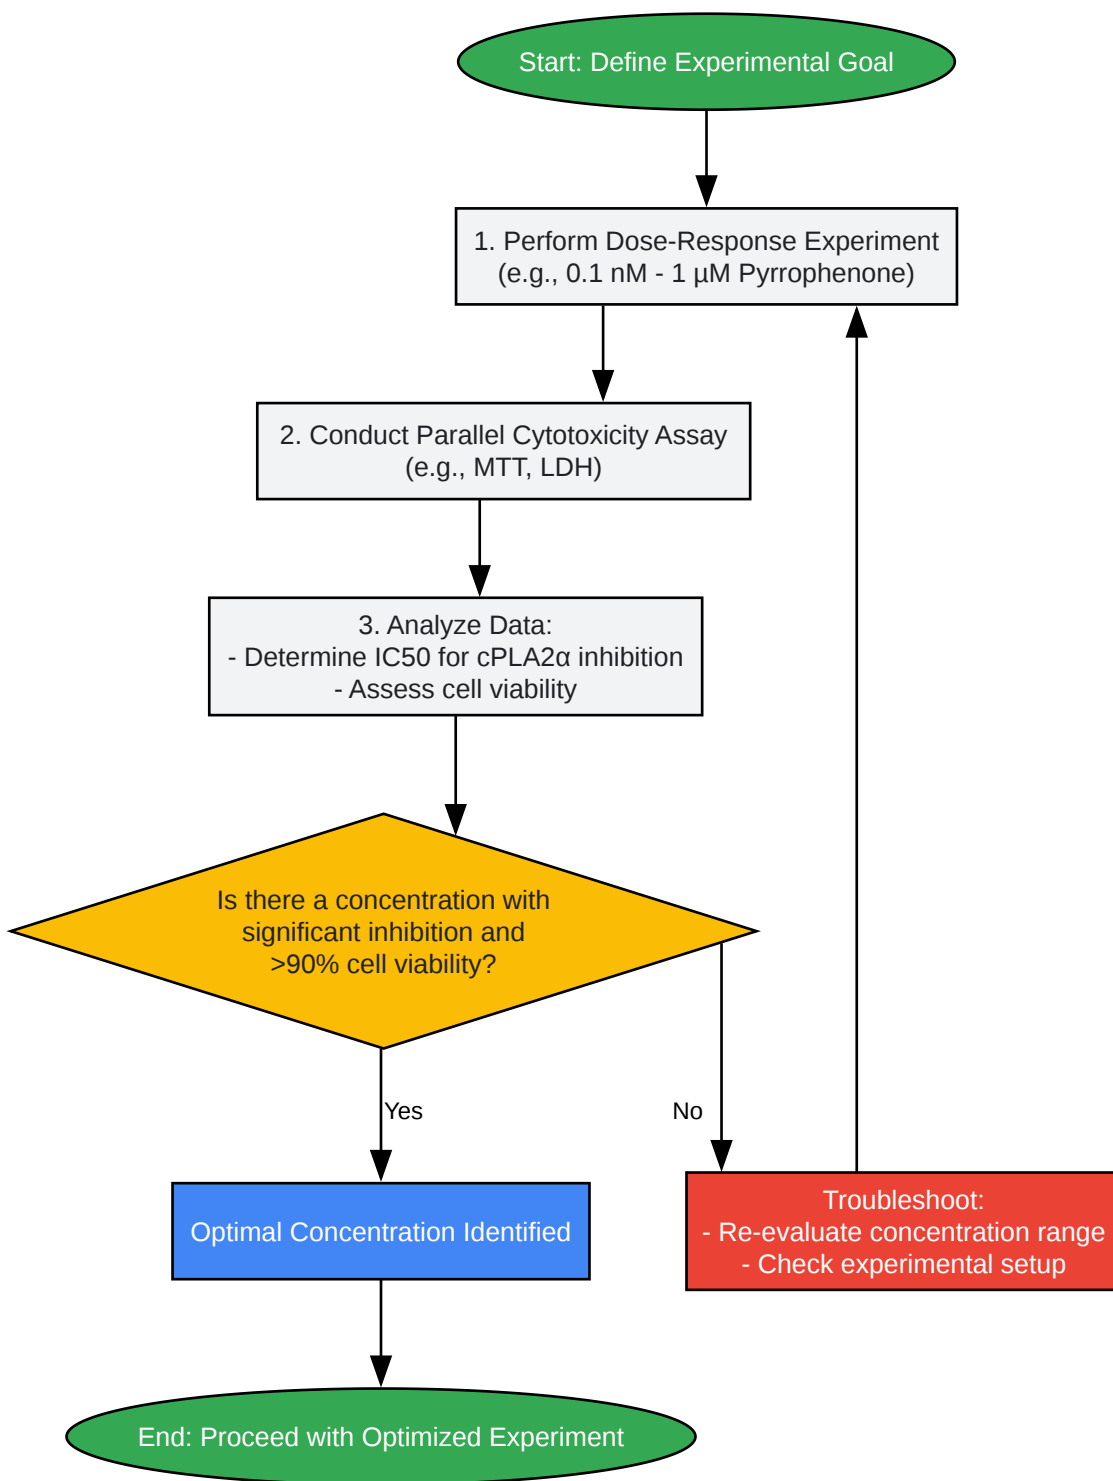 Start: Define Experimental Goal
1. Perform Dose-Response Experiment
(e.g., 0.1 nM - 1 µM Pyrrophenone)
2. Conduct Parallel Cytotoxicity Assay
(e.g., MTT, LDH)
3. Analyze Data:
- Determine IC50 for cPLA2α inhibition
- Assess cell viability
Is there a concentration with
significant inhibition and
>90% cell viability?
Yes
No
Optimal Concentration Identified
Troubleshoot:
- Re-evaluate concentration range
- Check experimental setup
End: Proceed with Optimized Experiment